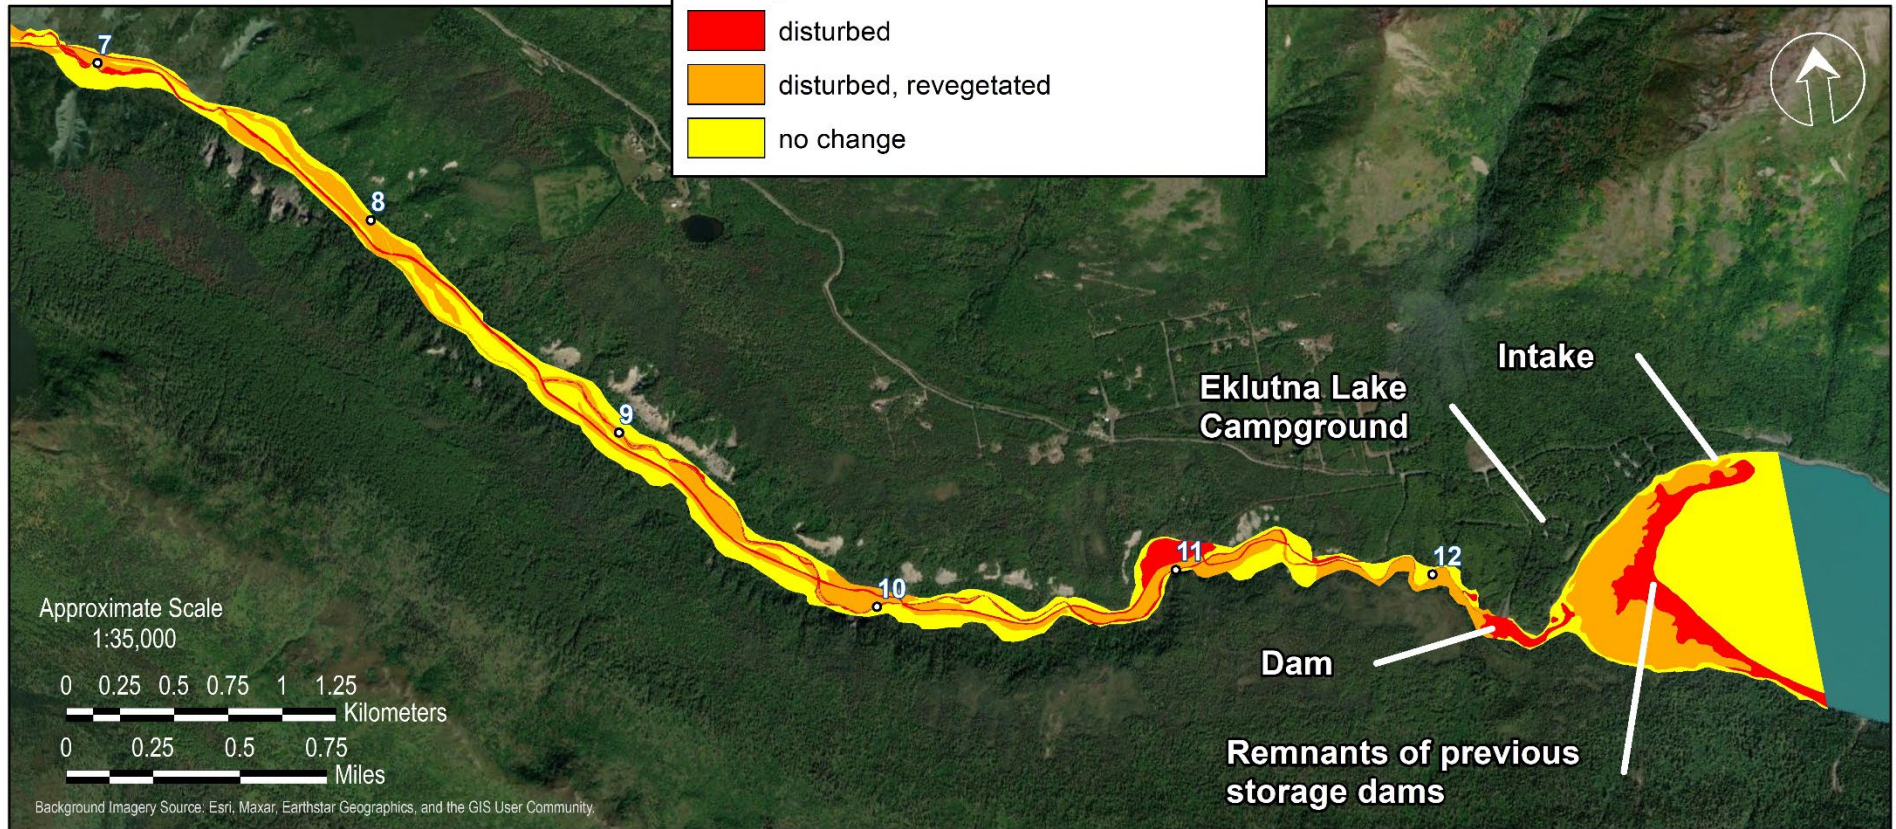 disturbed
disturbed, revegetated
no change
7
8
9
10
11
12
Intake
Eklutna Lake
Campground
Dam
Remnants of previous
storage dams
Approximate Scale
1:35,000
0 0.25 0.5 0.75 1 1.25
Kilometers
0 0.25 0.5 0.75
Miles
Background Imagery Source: Esri, Maxar, Earthstar Geographics, and the GIS User Community.